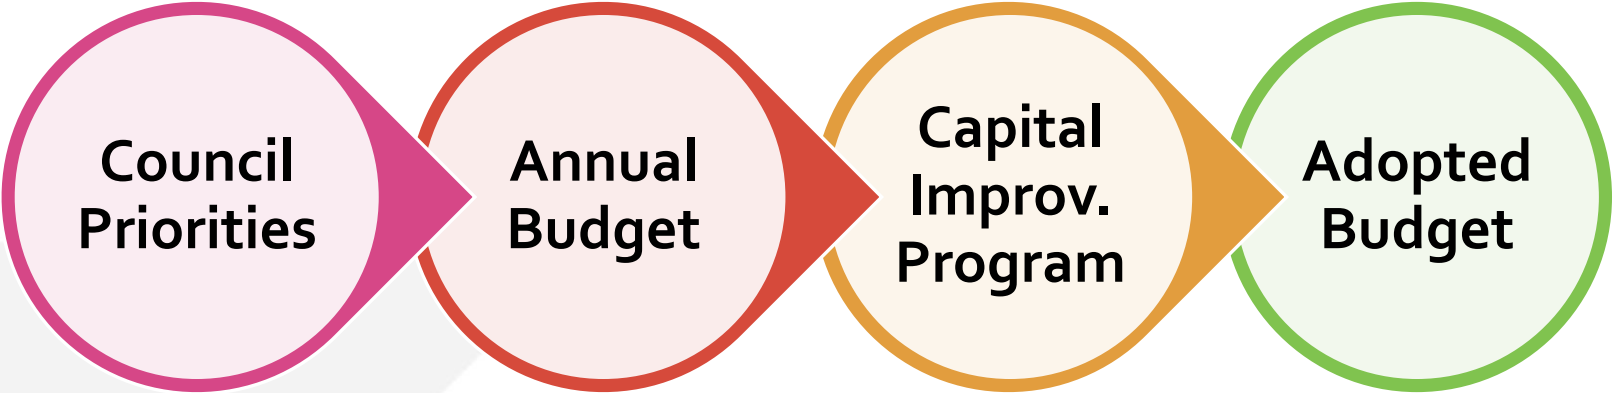 Council
Priorities
Annual
Budget
Capital
Improv.
Program
Adopted
Budget